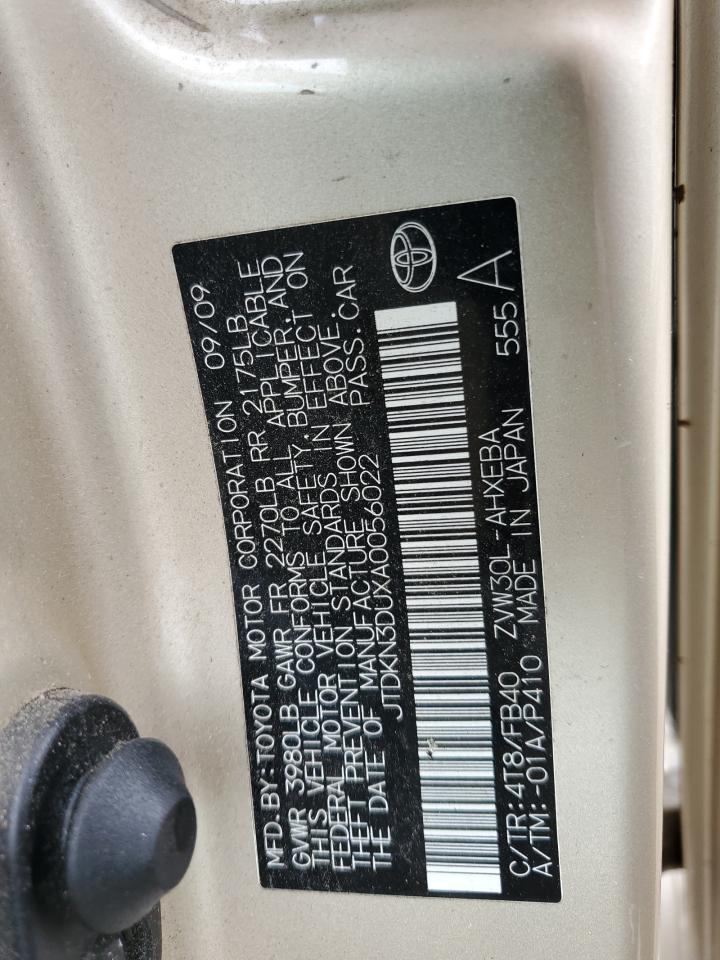 MFD.BY:TOYOTA MOTOR CORPORATION 09/09
GVWR 3980LB GAWR FR 2270LB RR 2175LB
THIS VEHICLE CONFORMS TO ALL APPLICABLE
FEDERAL MOTOR VEHICLE SAFETY, BUMPER, AND
THEFT PREVENTION STANDARDS IN EFFECT ON
THE DATE OF MANUFACTURE SHOWN ABOVE.
JTDKN3DUXA0056022 PASS.CAR
C/TR:4T8/FB40 ZVW30L-AHXEBA
A/TM:-01A/P410 MADE IN JAPAN 555 A